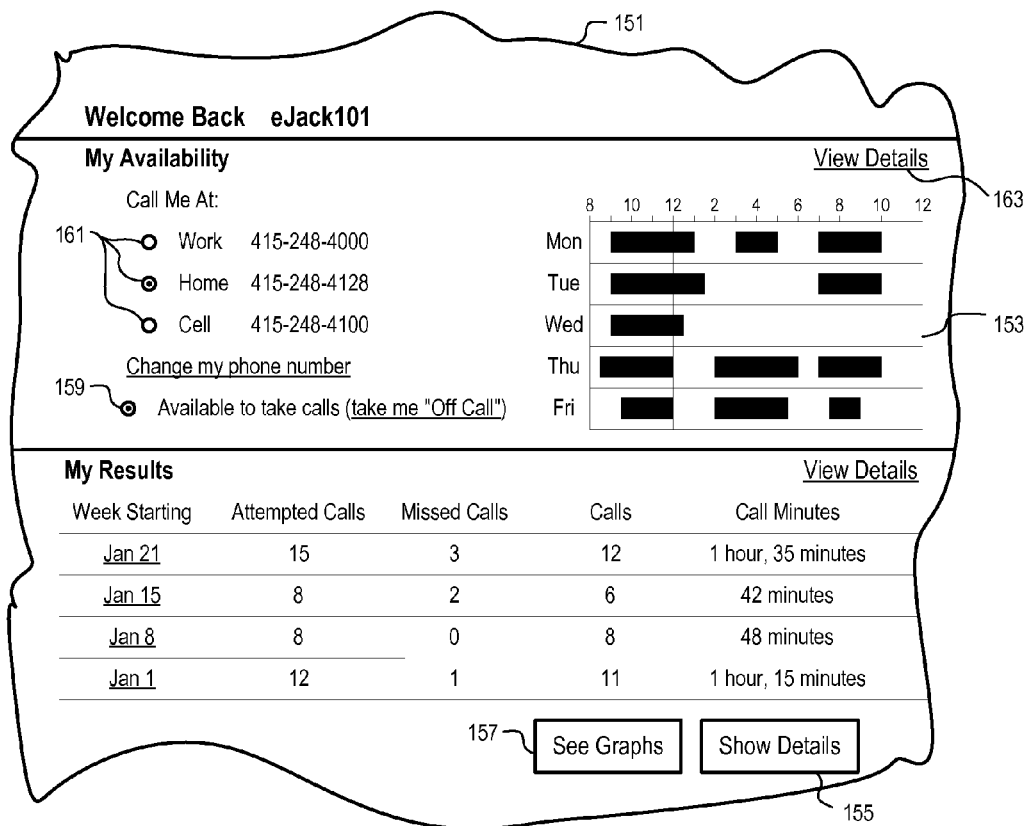 151
Welcome Back eJack101
My Availability
View Details
163
Call Me At:
8 10 12 2 4 6 8 10 12
161
Work 415-248-4000
Home 415-248-4128
Cell 415-248-4100
Mon
Tue
Wed
Thu
Fri
153
Change my phone number
159
Available to take calls (take me "Off Call")
My Results
View Details
Week Starting Attempted Calls Missed Calls Calls Call Minutes
Jan 21 15 3 12 1 hour, 35 minutes
Jan 15 8 2 6 42 minutes
Jan 8 8 0 8 48 minutes
Jan 1 12 1 11 1 hour, 15 minutes
157
See Graphs
Show Details
155